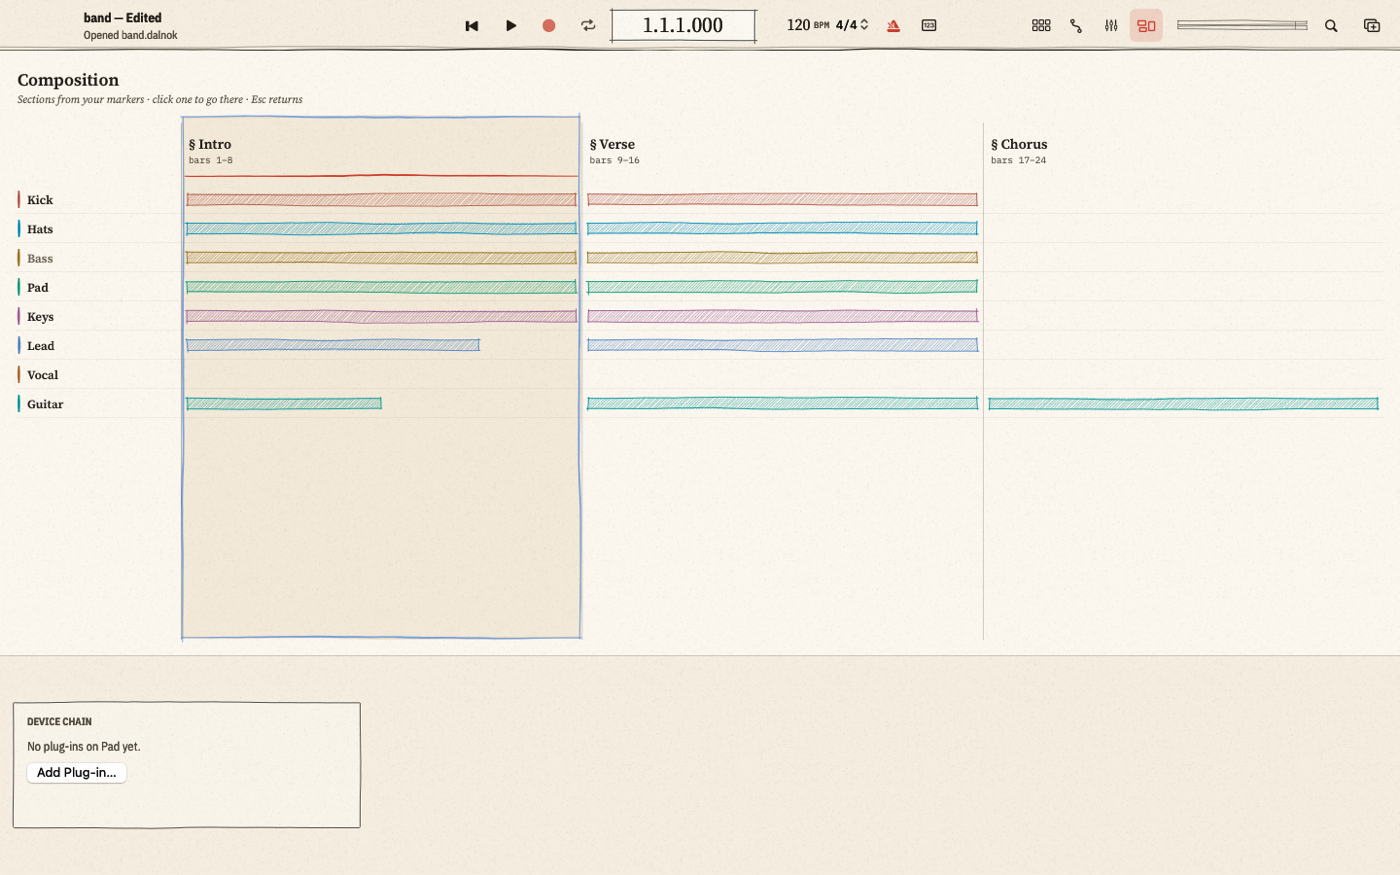 band — Edited
Opened band.dalnok
1.1.1.000
120 BPM 4/4
123
Composition
Sections from your markers · click one to go there · Esc returns
§ Intro
bars 1–8
§ Verse
bars 9–16
§ Chorus
bars 17–24
Kick
Hats
Bass
Pad
Keys
Lead
Vocal
Guitar
DEVICE CHAIN
No plug-ins on Pad yet.
Add Plug-in...